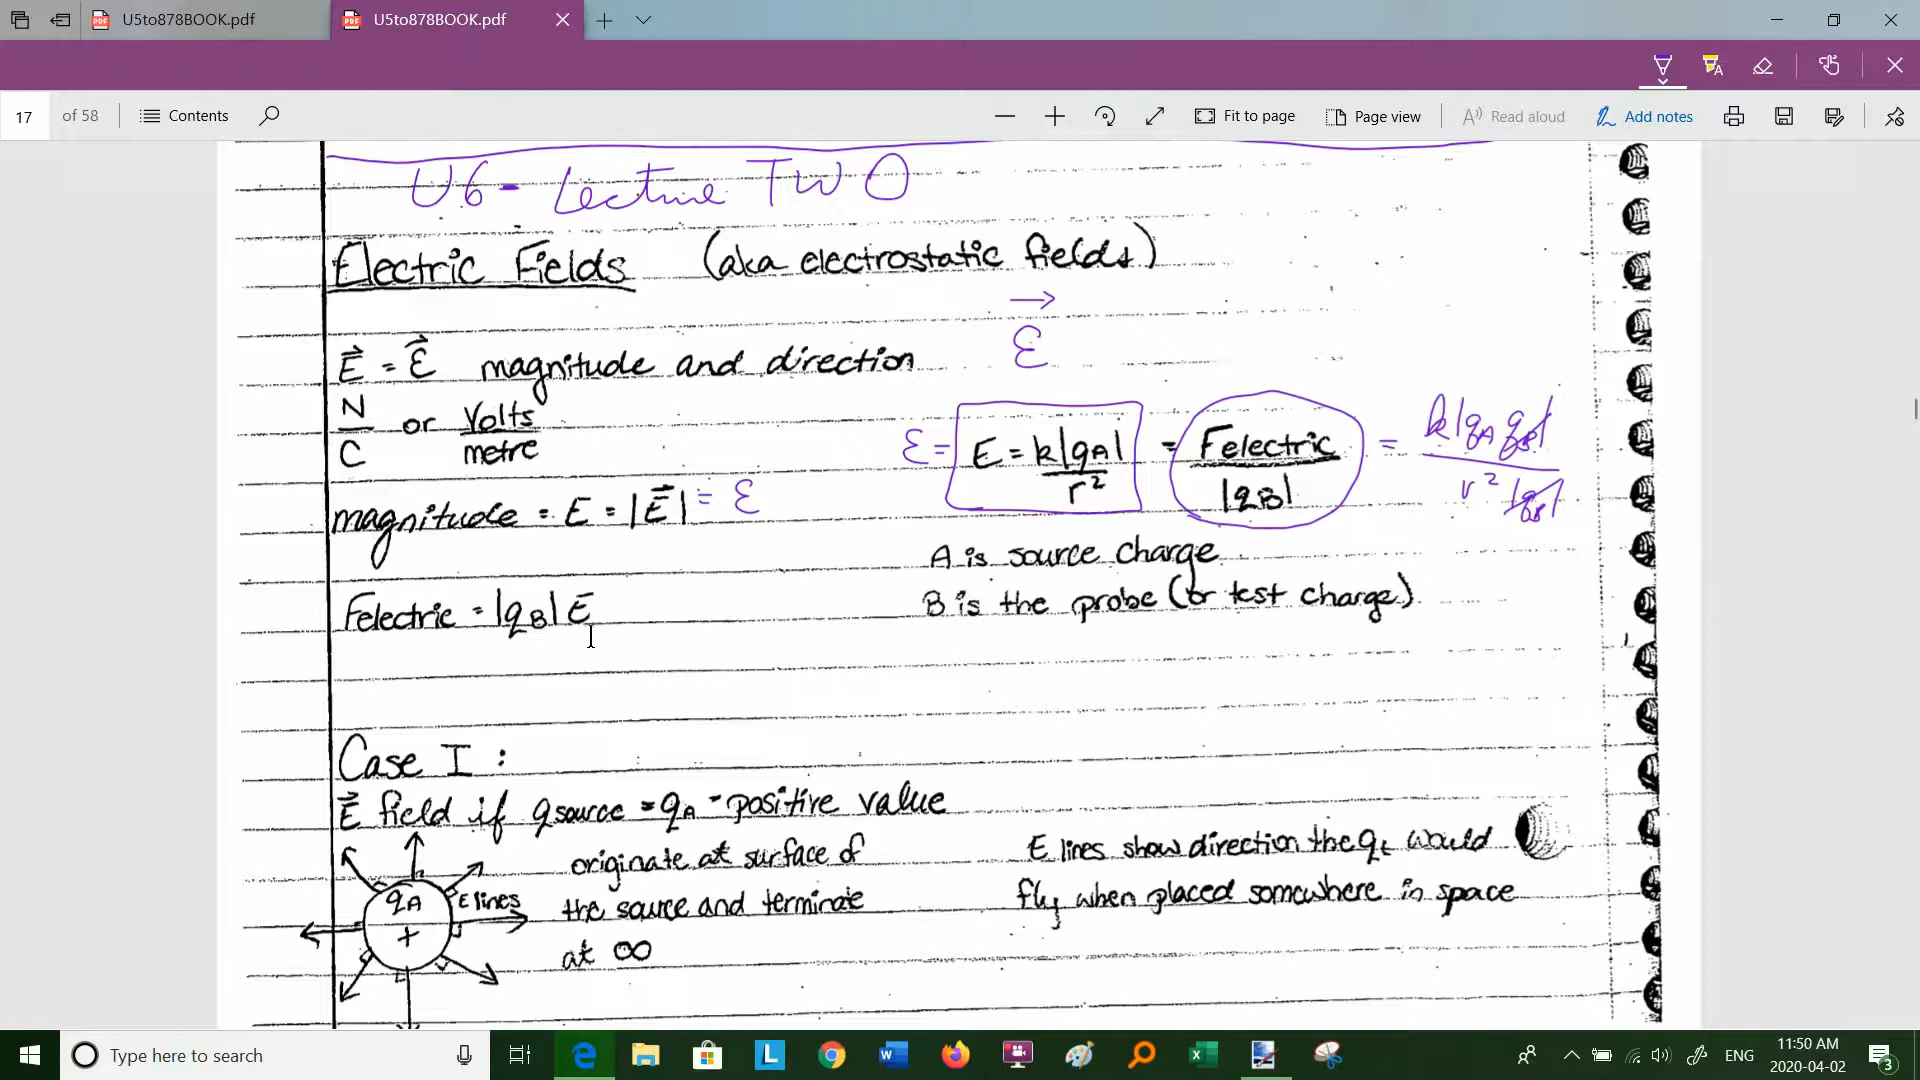 U5to878BOOK.pdf
U5to878BOOK.pdf
17 of 58
Contents
Fit to page
Page view
Read aloud
Add notes
U6 - Lecture TWO
Electric Fields (aka electrostatic fields)
ℰ⃗
E⃗ = ℰ⃗ magnitude and direction
N/C or Volts/metre
ℰ = E = k|qA|/r² = Felectric/|qB| = k|qA qB|/r²|qB|
magnitude = E = |E⃗| = ℰ
A is source charge
B is the probe (or test charge)
Felectric = |qB| E
Case I :
E⃗ field if qsource = qA = positive value
originate at surface of
the source and terminate
at ∞
E lines show direction the qt would
fly when placed somewhere in space
qA
+
E lines
Type here to search
ENG
11:50 AM
2020-04-02
3